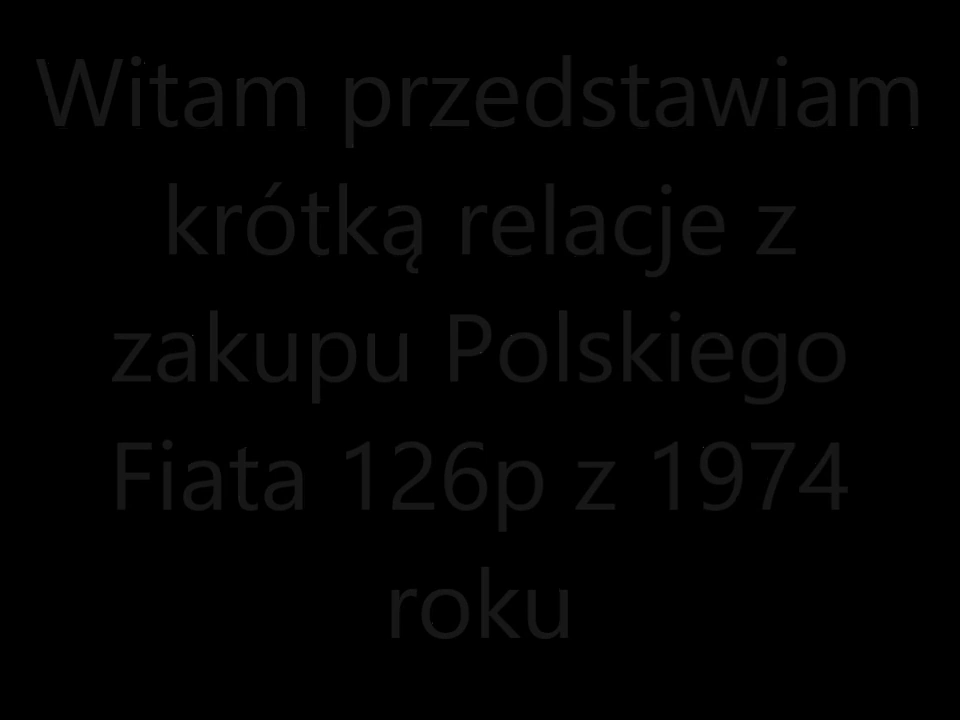 Witam przedstawiam
krótką relacje z
zakupu Polskiego
Fiata 126p z 1974
roku